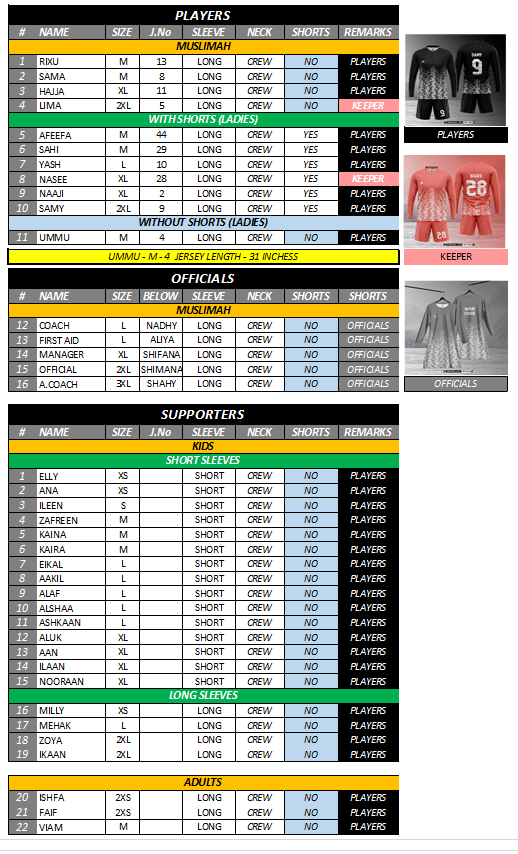 PLAYERS
# NAME SIZE J.No SLEEVE NECK SHORTS REMARKS
MUSLIMAH
1 RIXU M 13 LONG CREW NO PLAYERS
2 SAMA M 8 LONG CREW NO PLAYERS
3 HAJJA XL 11 LONG CREW NO PLAYERS
4 LIMA 2XL 5 LONG CREW NO KEEPER
WITH SHORTS (LADIES)
5 AFEEFA M 44 LONG CREW YES PLAYERS
6 SAHI M 29 LONG CREW YES PLAYERS
7 YASH L 10 LONG CREW YES PLAYERS
8 NASEE XL 28 LONG CREW YES KEEPER
9 NAAJI XL 2 LONG CREW YES PLAYERS
10 SAMY 2XL 9 LONG CREW YES PLAYERS
WITHOUT SHORTS (LADIES)
11 UMMU M 4 LONG CREW NO PLAYERS
UMMU - M - 4 JERSEY LENGTH - 31 INCHESS
SAMY
9
9
PLAYERS
NASEE
28
28
KEEPER
OFFICIALS
# NAME SIZE BELOW SLEEVE NECK SHORTS SHORTS
MUSLIMAH
12 COACH L NADHY LONG CREW NO OFFICIALS
13 FIRST AID L ALIYA LONG CREW NO OFFICIALS
14 MANAGER XL SHIFANA LONG CREW NO OFFICIALS
15 OFFICIAL 2XL SHIMANA LONG CREW NO OFFICIALS
16 A.COACH 3XL SHAHY LONG CREW NO OFFICIALS
COACH
OFFICIALS
SUPPORTERS
# NAME SIZE J.No SLEEVE NECK SHORTS REMARKS
KIDS
SHORT SLEEVES
1 ELLY XS SHORT CREW NO PLAYERS
2 ANA XS SHORT CREW NO PLAYERS
3 ILEEN S SHORT CREW NO PLAYERS
4 ZAFREEN M SHORT CREW NO PLAYERS
5 KAINA M SHORT CREW NO PLAYERS
6 KAIRA M SHORT CREW NO PLAYERS
7 EIKAL L SHORT CREW NO PLAYERS
8 AAKIL L SHORT CREW NO PLAYERS
9 ALAF L SHORT CREW NO PLAYERS
10 ALSHAA L SHORT CREW NO PLAYERS
11 ASHKAAN L SHORT CREW NO PLAYERS
12 ALUK XL SHORT CREW NO PLAYERS
13 AAN XL SHORT CREW NO PLAYERS
14 ILAAN XL SHORT CREW NO PLAYERS
15 NOORAAN XL SHORT CREW NO PLAYERS
LONG SLEEVES
16 MILLY XS LONG CREW NO PLAYERS
17 MEHAK L LONG CREW NO PLAYERS
18 ZOYA 2XL LONG CREW NO PLAYERS
19 IKAAN 2XL LONG CREW NO PLAYERS
ADULTS
20 ISHFA 2XS LONG CREW NO PLAYERS
21 FAIF 2XS LONG CREW NO PLAYERS
22 VIAM M LONG CREW NO PLAYERS